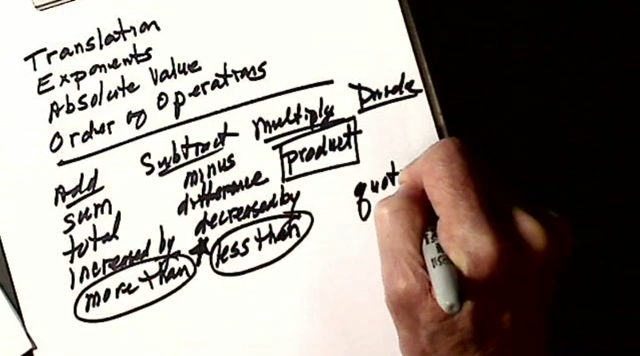 Translation
Exponents
Absolute Value
Order of Operations
Add
sum
total
increased by
more than
Subtract
minus
difference
decreased by
less than
Multiply
product
Divide
quot